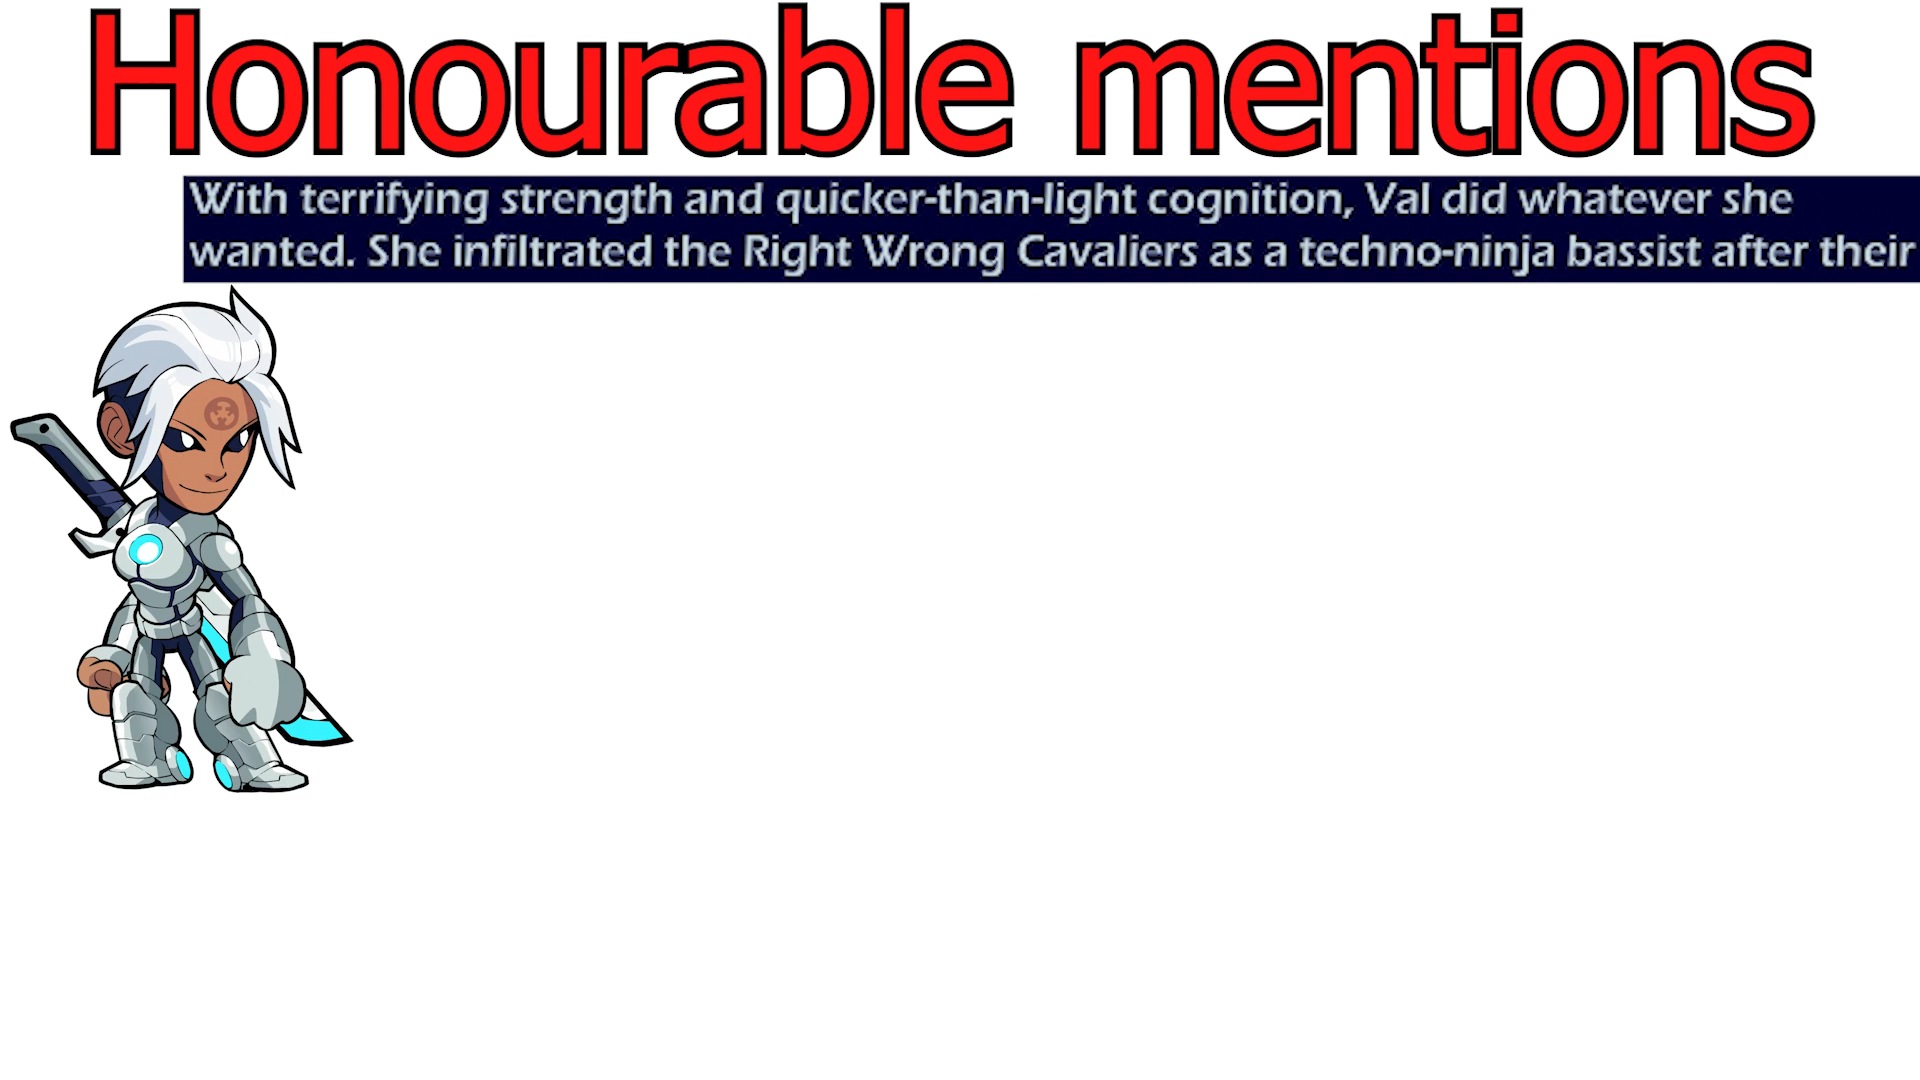 Honourable mentions
With terrifying strength and quicker-than-light cognition, Val did whatever she
wanted. She infiltrated the Right Wrong Cavaliers as a techno-ninja bassist after their